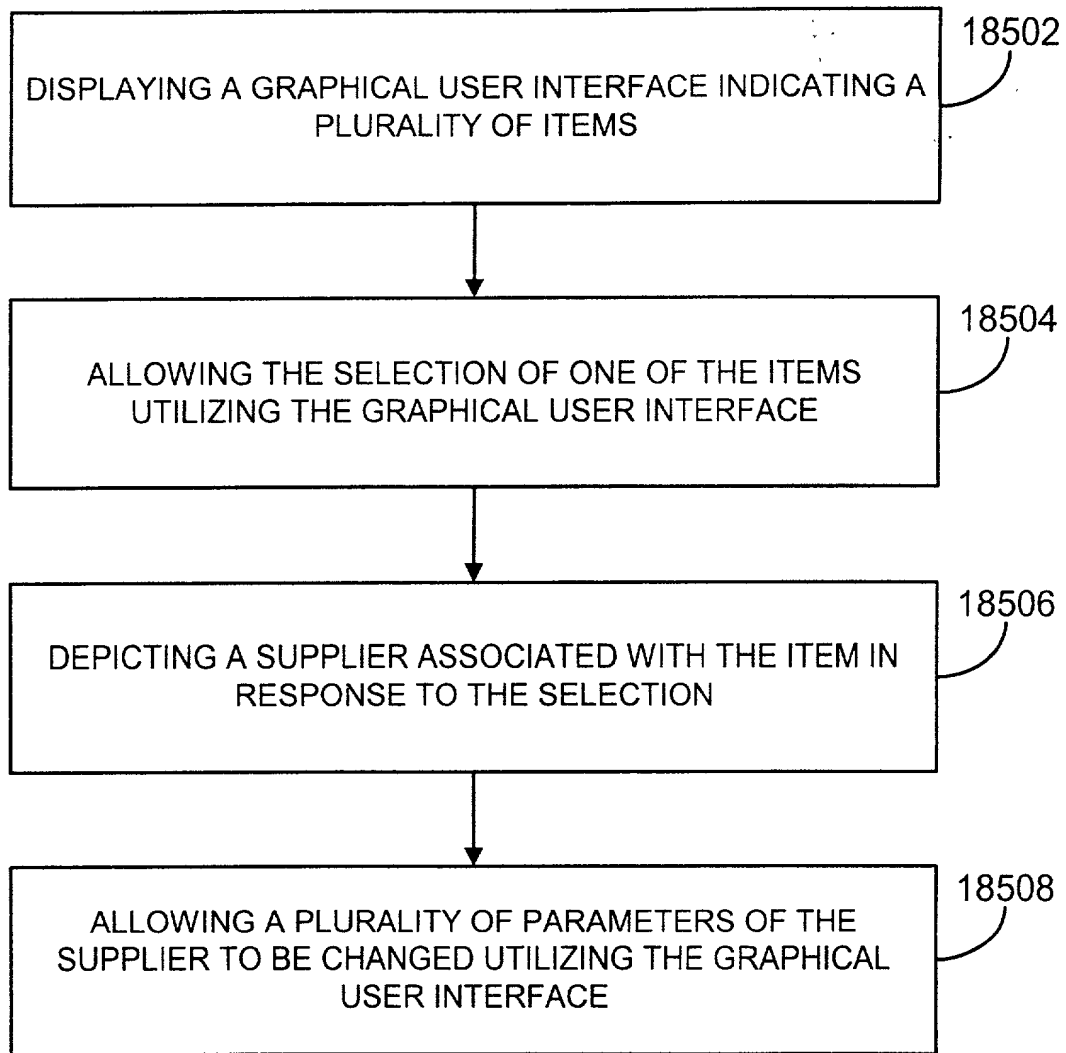 18502
DISPLAYING A GRAPHICAL USER INTERFACE INDICATING A
PLURALITY OF ITEMS
18504
ALLOWING THE SELECTION OF ONE OF THE ITEMS
UTILIZING THE GRAPHICAL USER INTERFACE
18506
DEPICTING A SUPPLIER ASSOCIATED WITH THE ITEM IN
RESPONSE TO THE SELECTION
18508
ALLOWING A PLURALITY OF PARAMETERS OF THE
SUPPLIER TO BE CHANGED UTILIZING THE GRAPHICAL
USER INTERFACE